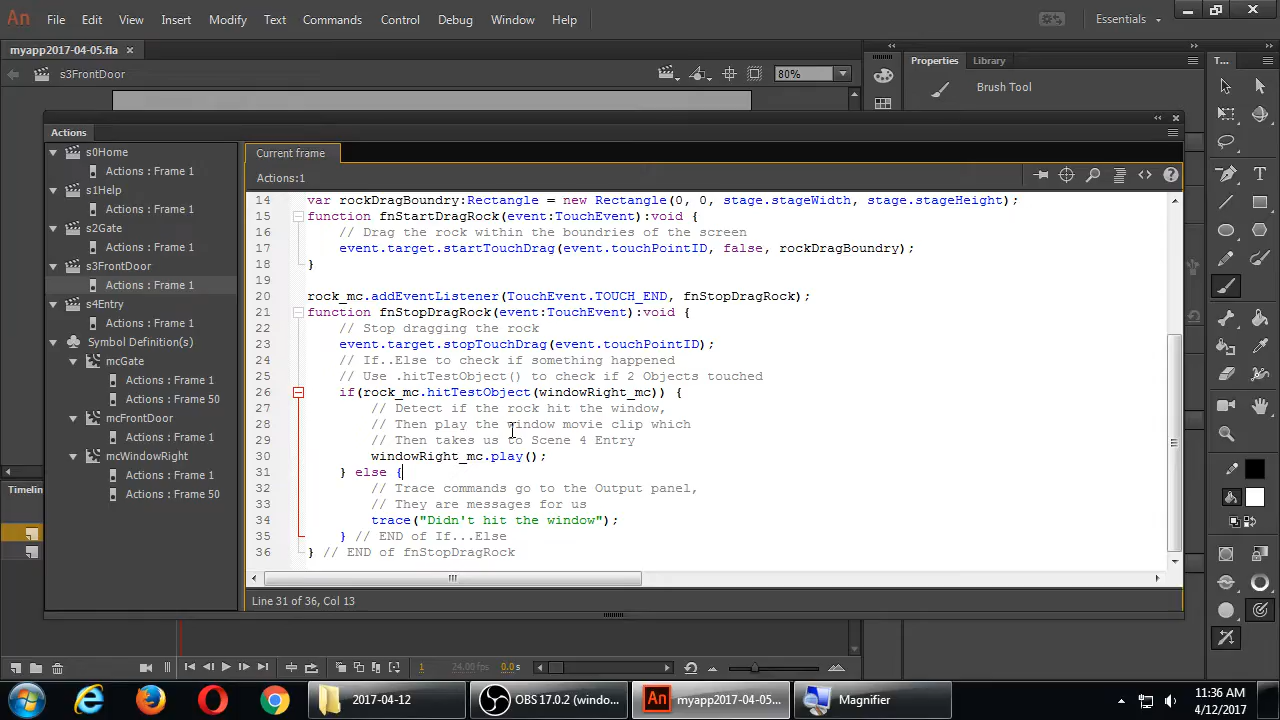 An File Edit View Insert Modify Text Commands Control Debug Window Help Essentials
myapp2017-04-05.fla ×
s3FrontDoor 80%
Properties Library T...
Brush Tool
Actions
Current frame
Actions:1
s0Home
Actions : Frame 1
s1Help
Actions : Frame 1
s2Gate
Actions : Frame 1
s3FrontDoor
Actions : Frame 1
s4Entry
Actions : Frame 1
Symbol Definition(s)
mcGate
Actions : Frame 1
Actions : Frame 50
mcFrontDoor
Actions : Frame 1
mcWindowRight
Actions : Frame 1
Actions : Frame 50
14 var rockDragBoundry:Rectangle = new Rectangle(0, 0, stage.stageWidth, stage.stageHeight);
15 function fnStartDragRock(event:TouchEvent):void {
16 // Drag the rock within the boundries of the screen
17 event.target.startTouchDrag(event.touchPointID, false, rockDragBoundry);
18 }
19
20 rock_mc.addEventListener(TouchEvent.TOUCH_END, fnStopDragRock);
21 function fnStopDragRock(event:TouchEvent):void {
22 // Stop dragging the rock
23 event.target.stopTouchDrag(event.touchPointID);
24 // If..Else to check if something happened
25 // Use .hitTestObject() to check if 2 Objects touched
26 if(rock_mc.hitTestObject(windowRight_mc)) {
27 // Detect if the rock hit the window,
28 // Then play the window movie clip which
29 // Then takes us to Scene 4 Entry
30 windowRight_mc.play();
31 } else {
32 // Trace commands go to the Output panel,
33 // They are messages for us
34 trace("Didn't hit the window");
35 } // END of If...Else
36 } // END of fnStopDragRock
Line 31 of 36, Col 13
Timelin
1 24.00 fps 0.0 s
2017-04-12 OBS 17.0.2 (windo... An myapp2017-04-05... Magnifier
11:36 AM
4/12/2017